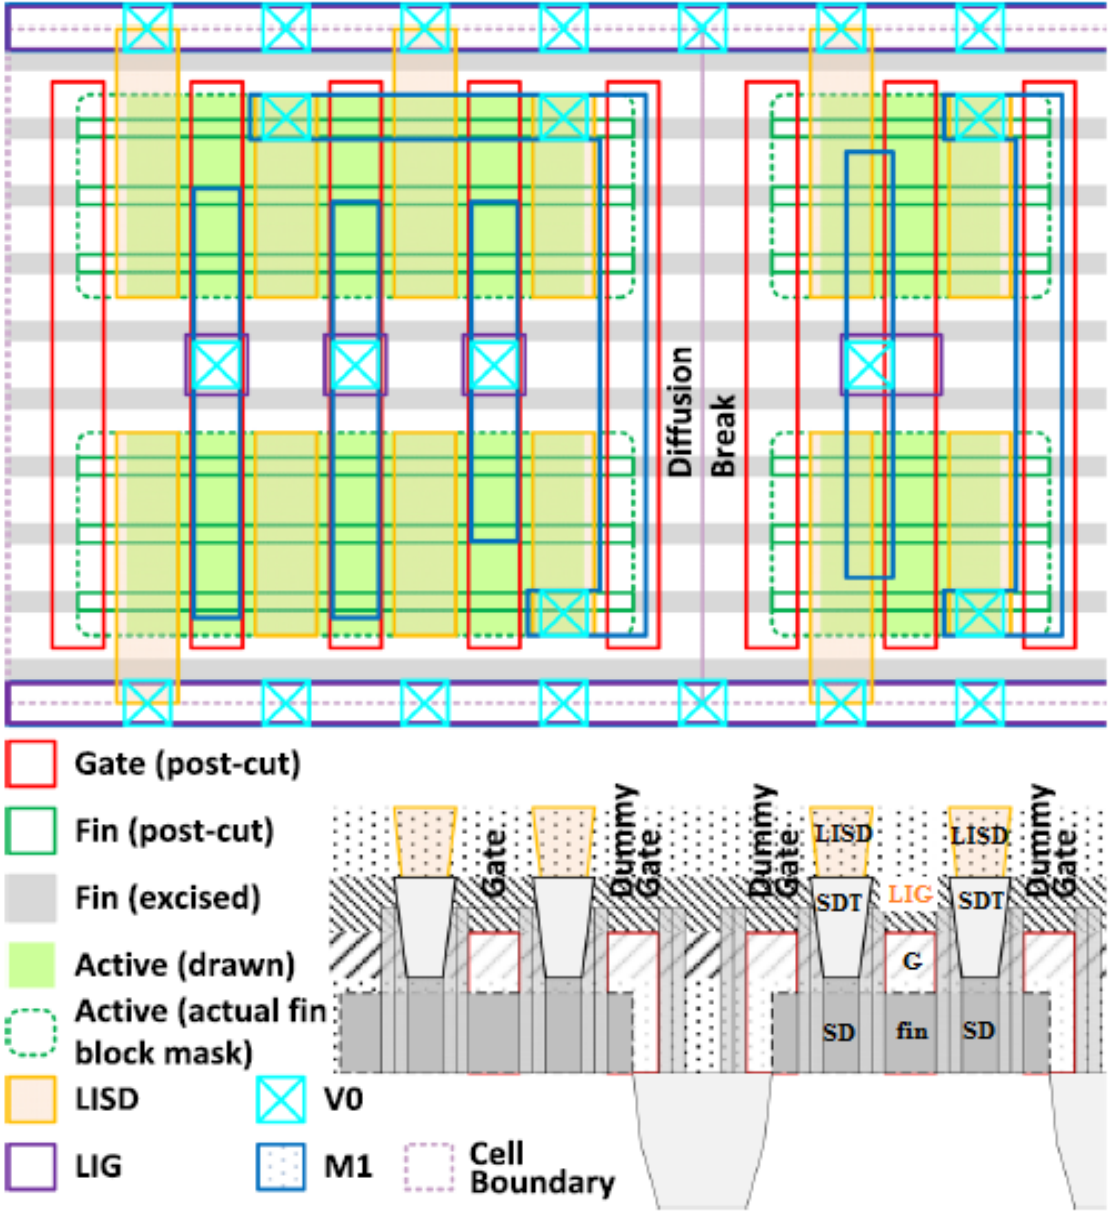 Diffusion
Break
Gate (post-cut)
Fin (post-cut)
Fin (excised)
Active (drawn)
Active (actual fin
block mask)
LISD
LIG
V0
M1
Cell
Boundary
Gate
Dummy
Gate
Dummy
Gate
Dummy
Gate
LISD
LISD
SDT
LIG
SDT
G
SD
fin
SD